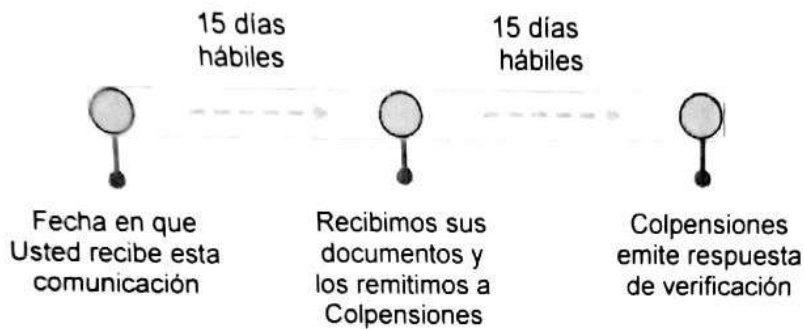 15 días
hábiles
15 días
hábiles
Fecha en que
Usted recibe esta
comunicación
Recibimos sus
documentos y
los remitimos a
Colpensiones
Colpensiones
emite respuesta
de verificación